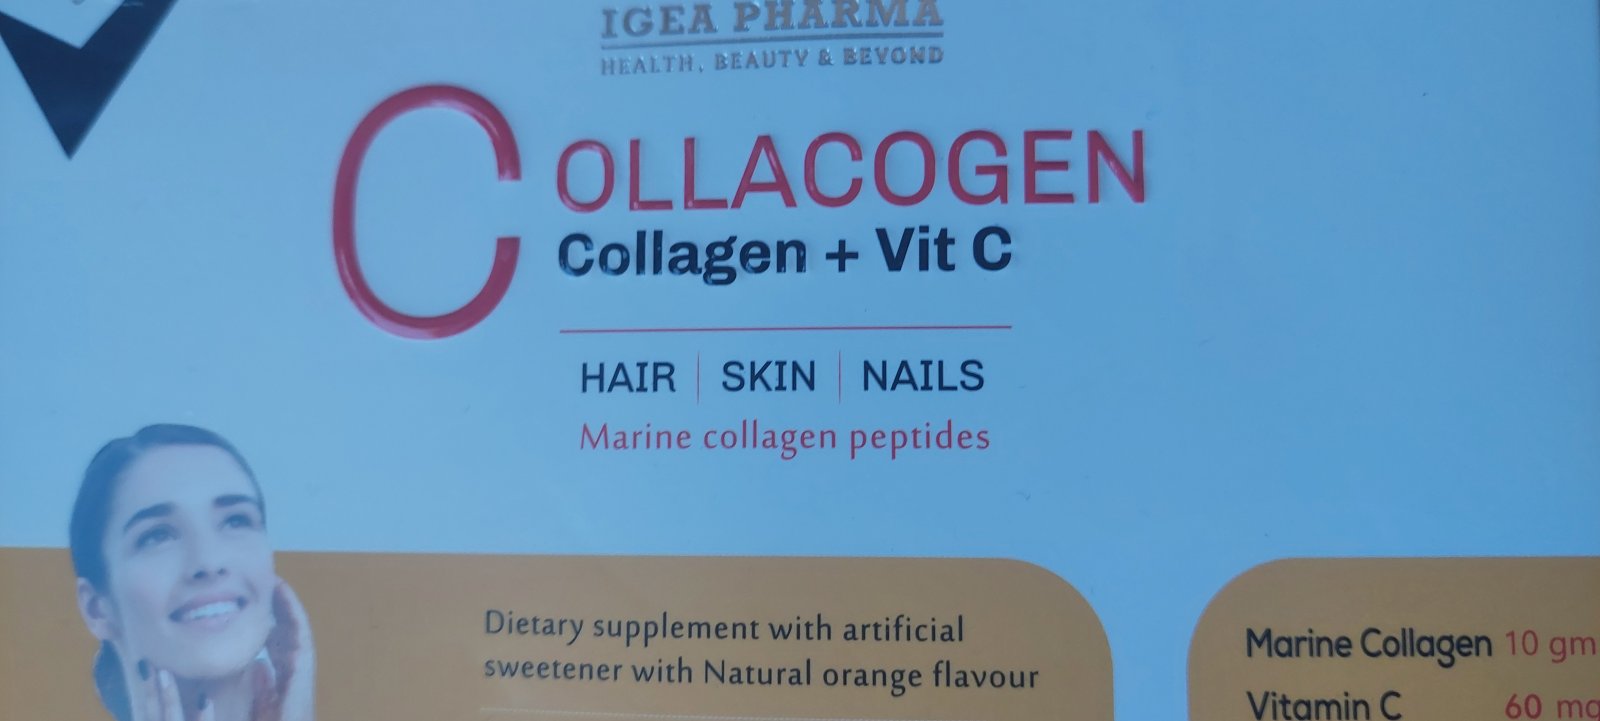 IGEA PHARMA
HEALTH, BEAUTY & BEYOND
COLLACOGEN
Collagen + Vit C
HAIR | SKIN | NAILS
Marine collagen peptides
Dietary supplement with artificial
sweetener with Natural orange flavour
Marine Collagen 10 gm
Vitamin C 60 mg